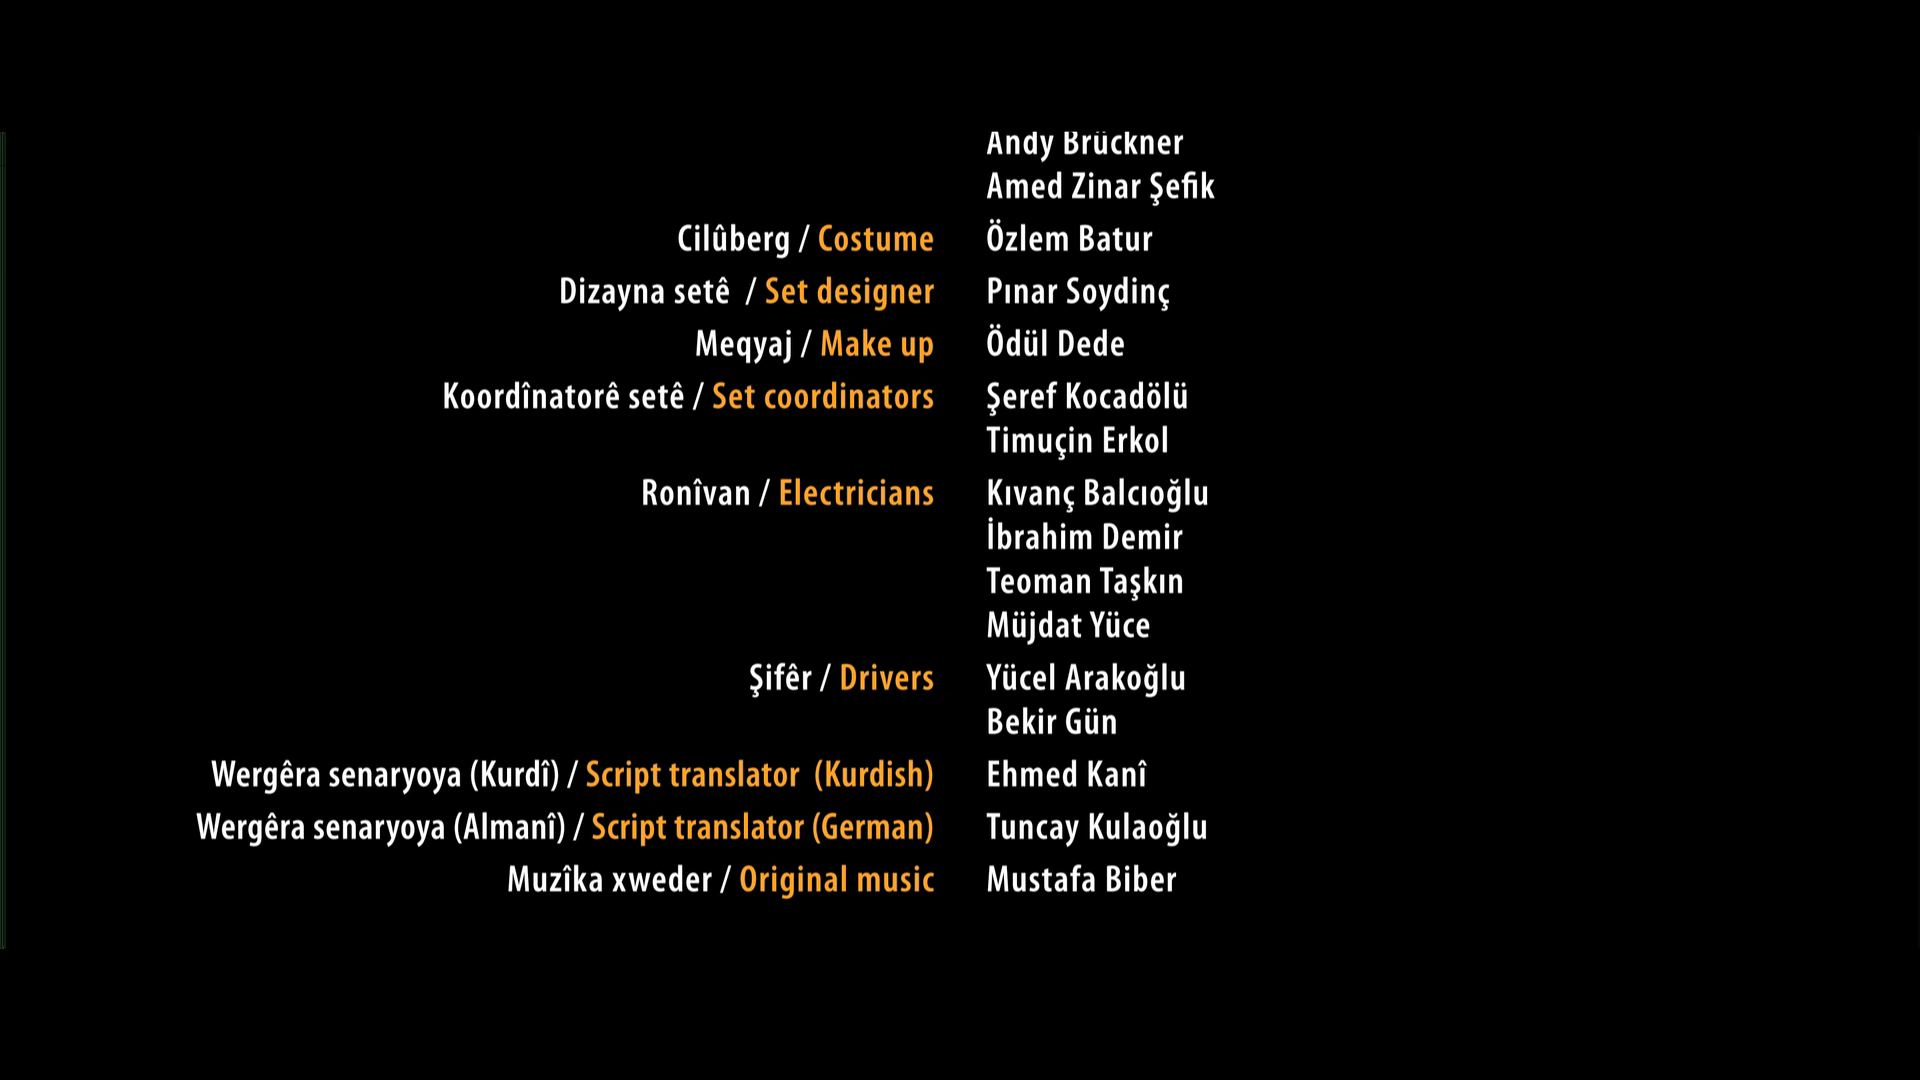 Andy Brückner
Amed Zinar Şefik
Cilûberg / Costume Özlem Batur
Dizayna setê / Set designer Pınar Soydinç
Meqyaj / Make up Ödül Dede
Koordînatorê setê / Set coordinators Şeref Kocadölü
Timuçin Erkol
Ronîvan / Electricians Kıvanç Balcıoğlu
İbrahim Demir
Teoman Taşkın
Müjdat Yüce
Şifêr / Drivers Yücel Arakoğlu
Bekir Gün
Wergêra senaryoya (Kurdî) / Script translator (Kurdish) Ehmed Kanî
Wergêra senaryoya (Almanî) / Script translator (German) Tuncay Kulaoğlu
Muzîka xweder / Original music Mustafa Biber